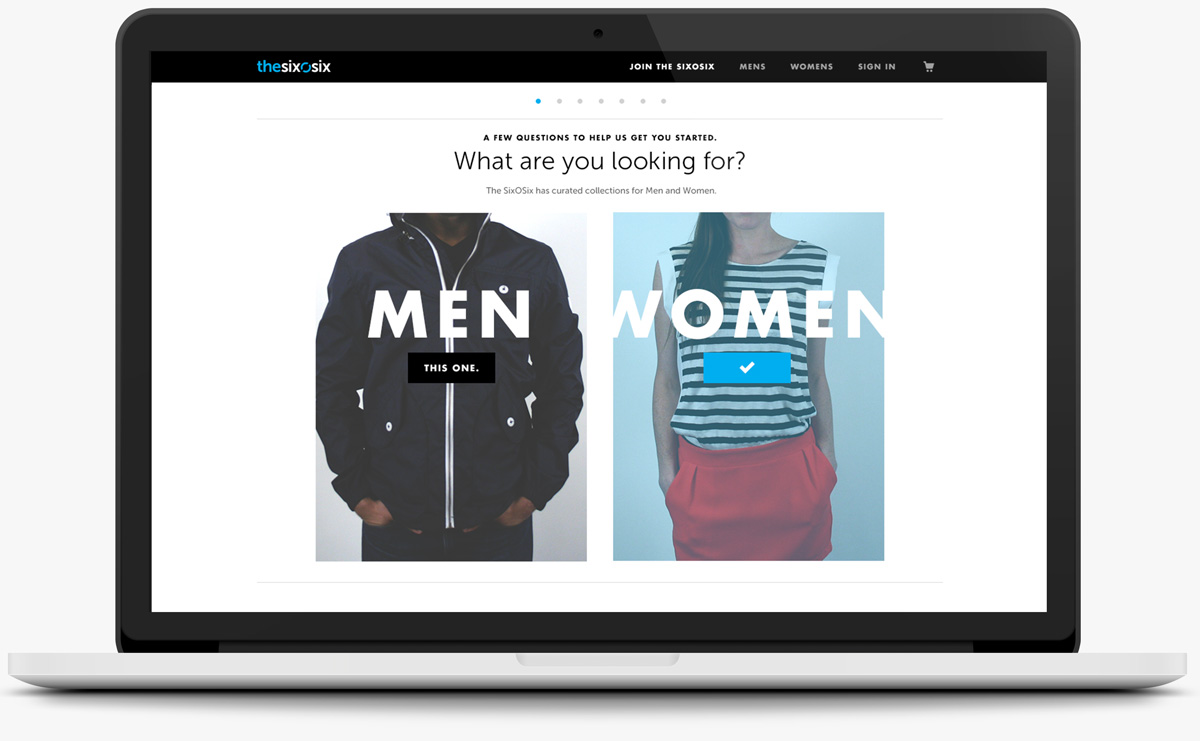 thesixosix
JOIN THE SIXOSIX
MENS
WOMENS
SIGN IN
A FEW QUESTIONS TO HELP US GET YOU STARTED.
What are you looking for?
The SixOSix has curated collections for Men and Women.
MEN
WOMEN
THIS ONE.